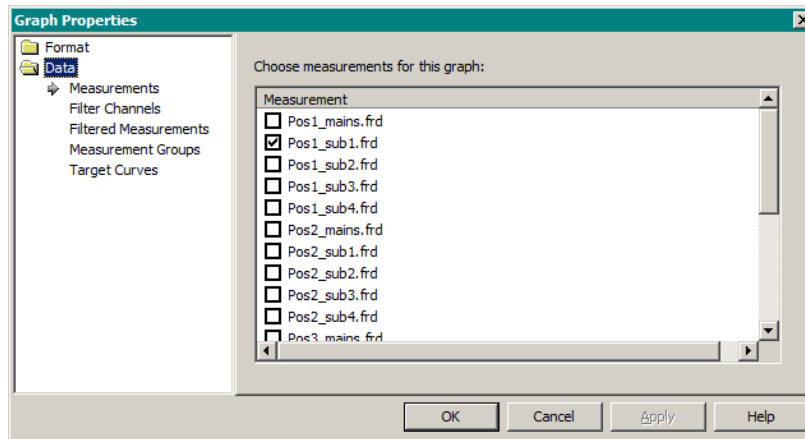 Graph Properties
Format
Data
Measurements
Filter Channels
Filtered Measurements
Measurement Groups
Target Curves
Choose measurements for this graph:
Measurement
Pos1_mains.frd
Pos1_sub1.frd
Pos1_sub2.frd
Pos1_sub3.frd
Pos1_sub4.frd
Pos2_mains.frd
Pos2_sub1.frd
Pos2_sub2.frd
Pos2_sub3.frd
Pos2_sub4.frd
Pos3_mains.frd
OK Cancel Apply Help